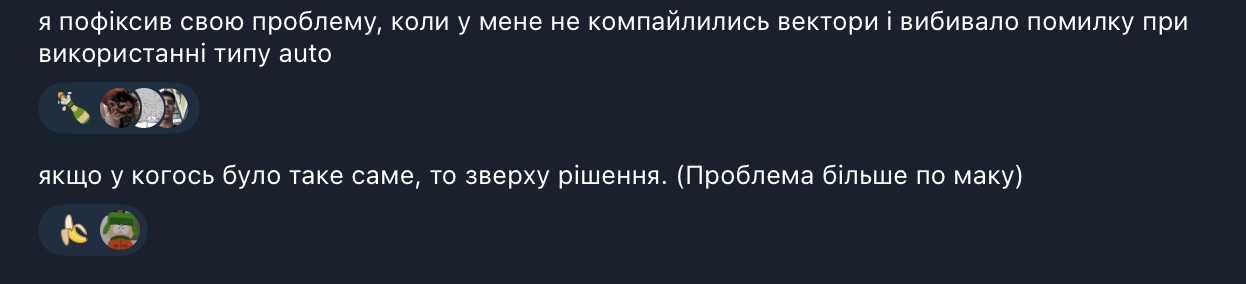 я пофіксив свою проблему, коли у мене не компайлились вектори і вибивало помилку при
використанні типу auto
якщо у когось було таке саме, то зверху рішення. (Проблема більше по маку)